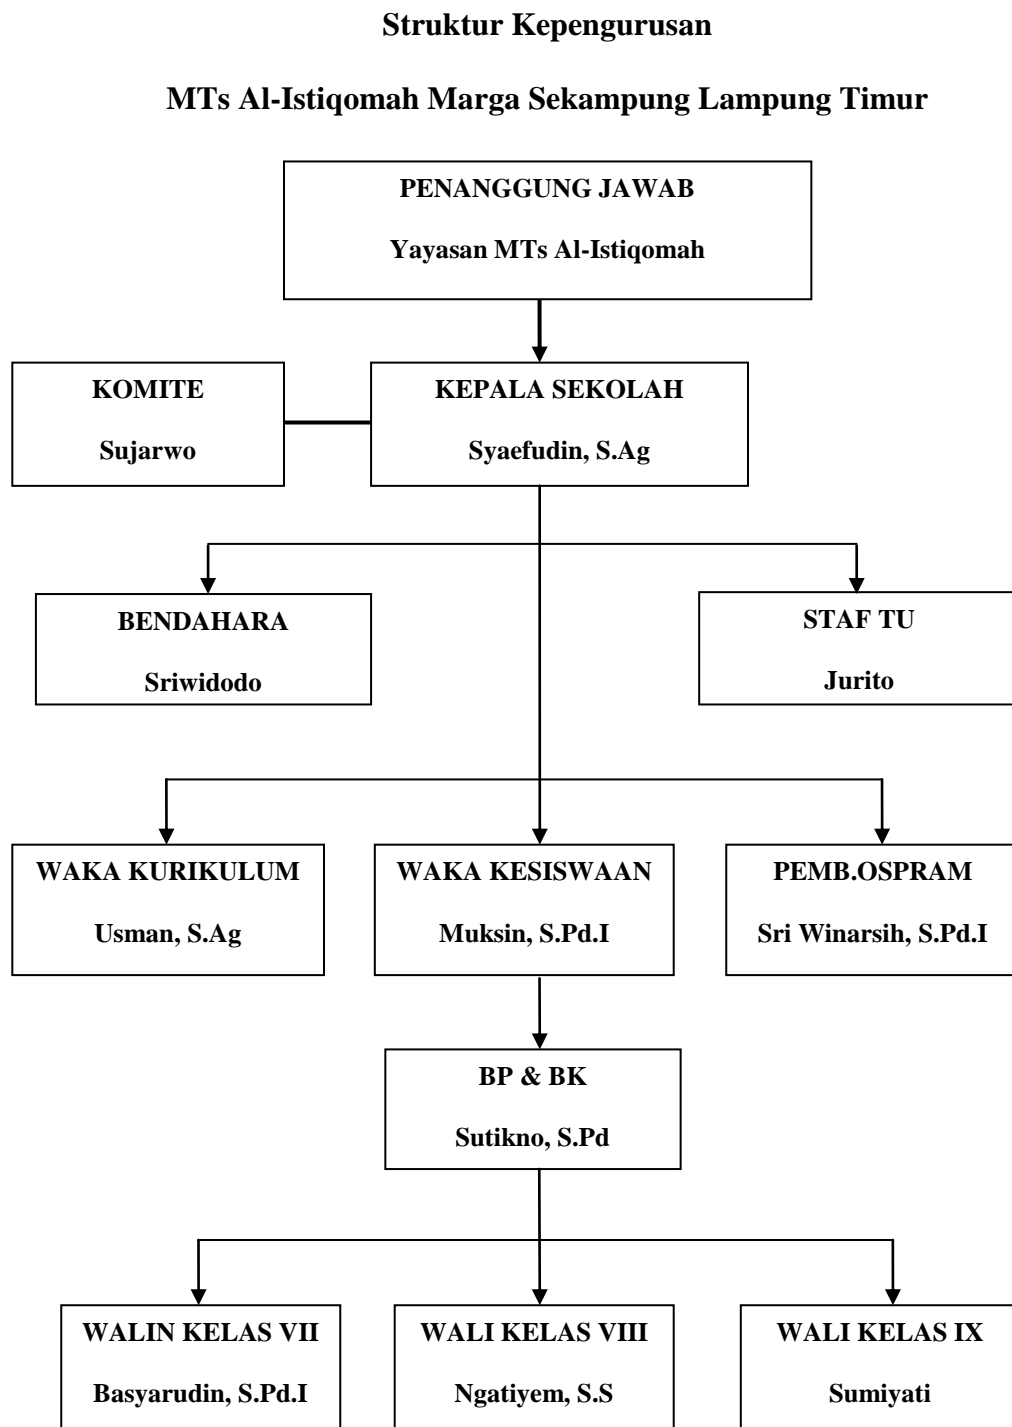 Struktur Kepengurusan
MTs Al-Istiqomah Marga Sekampung Lampung Timur
PENANGGUNG JAWAB
Yayasan MTs Al-Istiqomah
KOMITE
Sujarwo
KEPALA SEKOLAH
Syaefudin, S.Ag
BENDAHARA
Sriwidodo
STAF TU
Jurito
WAKA KURIKULUM
Usman, S.Ag
WAKA KESISWAAN
Muksin, S.Pd.I
PEMB.OSPRAM
Sri Winarsih, S.Pd.I
BP & BK
Sutikno, S.Pd
WALIN KELAS VII
Basyarudin, S.Pd.I
WALI KELAS VIII
Ngatiyem, S.S
WALI KELAS IX
Sumiyati